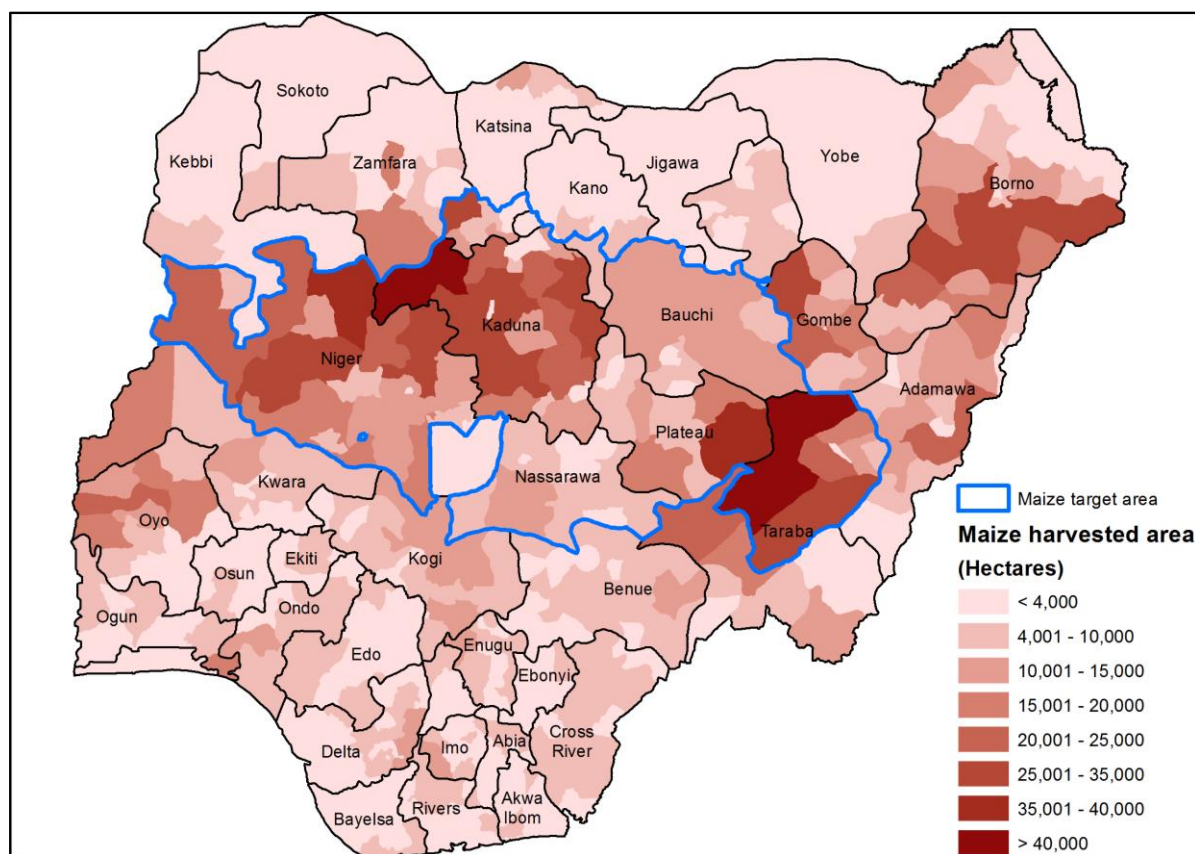 Sokoto
Kebbi
Zamfara
Katsina
Kano
Jigawa
Yobe
Borno
Niger
Kaduna
Bauchi
Gombe
Adamawa
Plateau
Nassarawa
Taraba
Kwara
Oyo
Osun
Ekiti
Kogi
Benue
Ogun
Ondo
Edo
Enugu
Ebonyi
Delta
Imo
Abia
Cross
River
Bayelsa
Rivers
Akwa
Ibom
Maize target area
Maize harvested area
(Hectares)
< 4,000
4,001 - 10,000
10,001 - 15,000
15,001 - 20,000
20,001 - 25,000
25,001 - 35,000
35,001 - 40,000
> 40,000